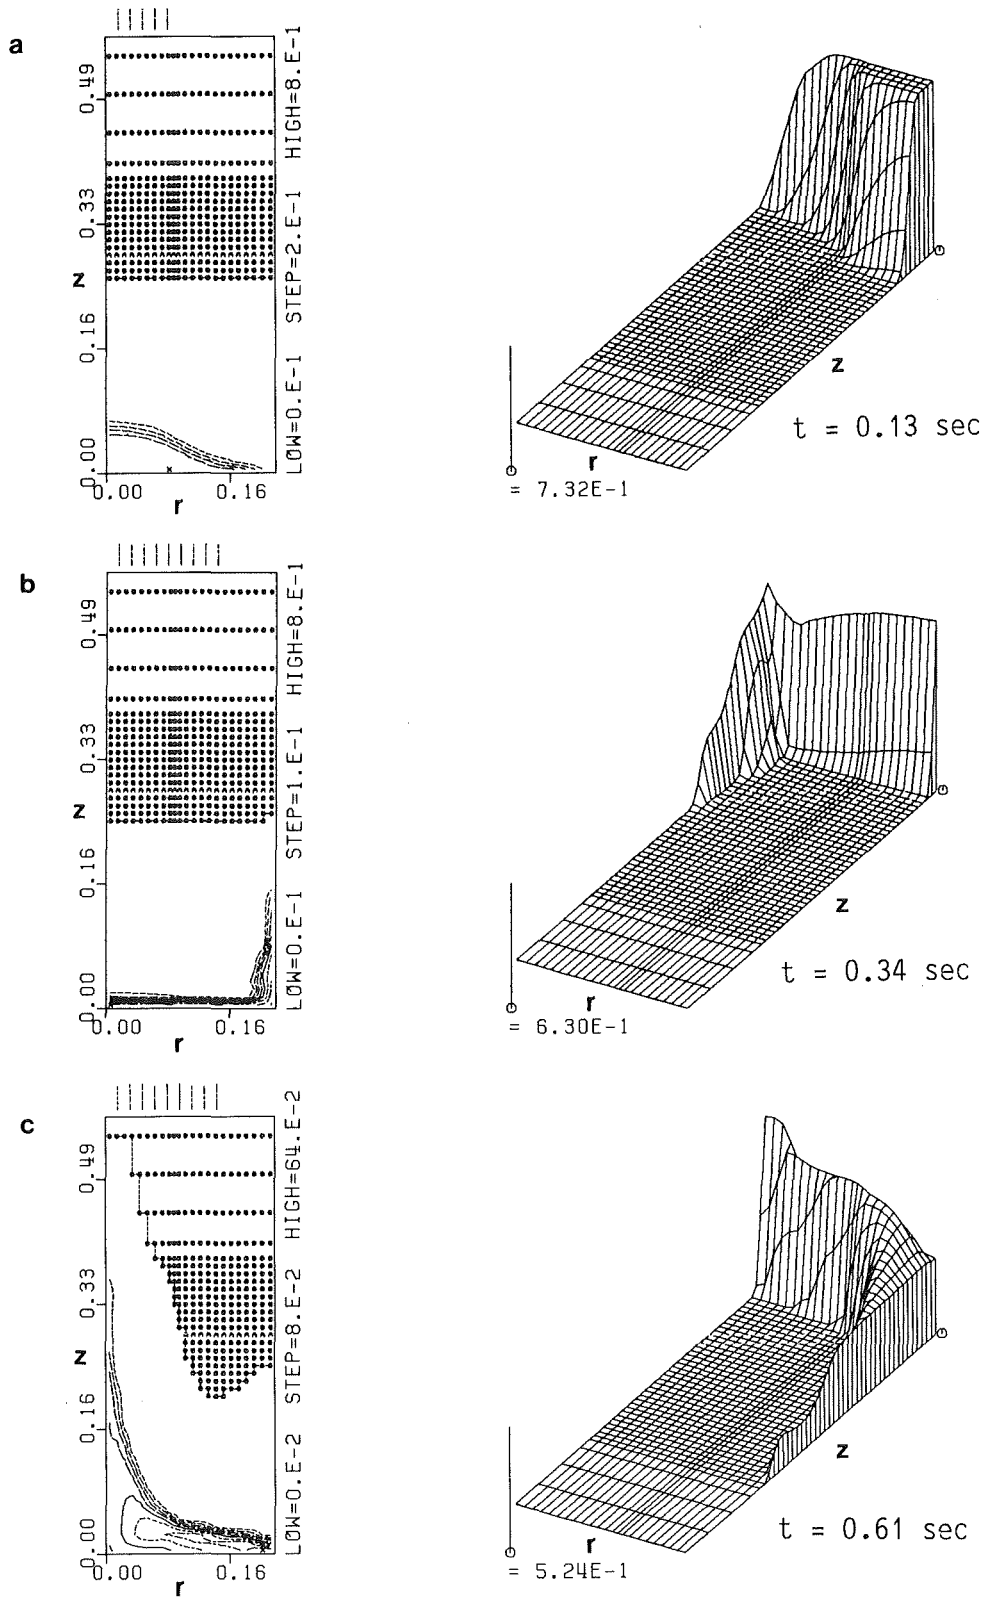 a
0.49
0.33
z
0.16
0.00
0.00 0.16
r
LOW=0.E-1 STEP=2.E-1 HIGH=8.E-1
z
t = 0.13 sec
r
= 7.32E-1
b
0.49
0.33
z
0.16
0.00
0.00 0.16
r
LOW=0.E-1 STEP=1.E-1 HIGH=8.E-1
z
t = 0.34 sec
r
= 6.30E-1
c
0.49
0.33
z
0.16
0.00
0.00 0.16
r
LOW=0.E-2 STEP=8.E-2 HIGH=64.E-2
z
t = 0.61 sec
r
= 5.24E-1